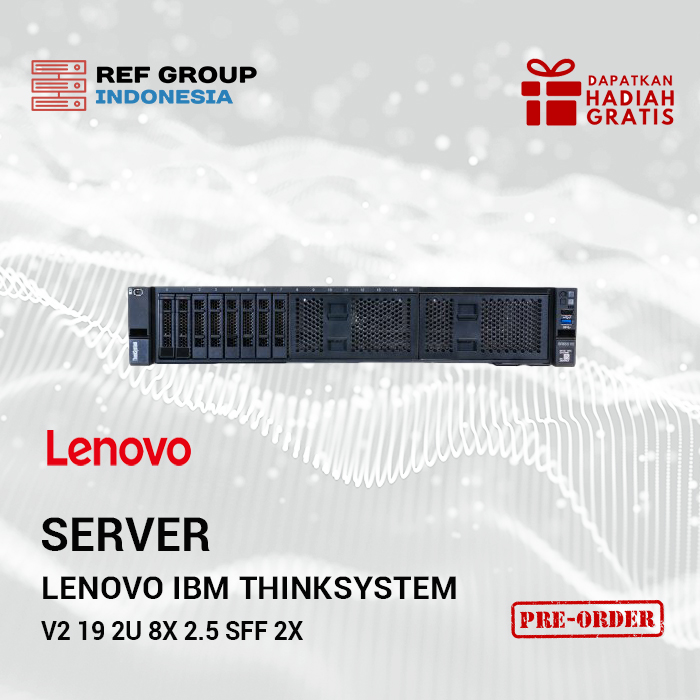 REF GROUP
INDONESIA
DAPATKAN
HADIAH
GRATIS
ThinkSystem
Lenovo
SERVER
LENOVO IBM THINKSYSTEM
V2 19 2U 8X 2.5 SFF 2X
PRE-ORDER